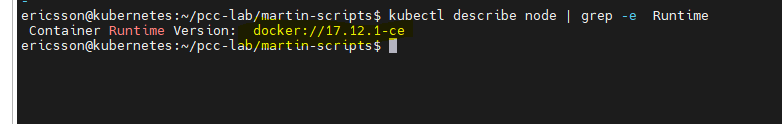 ericsson@kubernetes:~/pcc-lab/martin-scripts$ kubectl describe node | grep -e  Runtime
 Container Runtime Version:  docker://17.12.1-ce
ericsson@kubernetes:~/pcc-lab/martin-scripts$